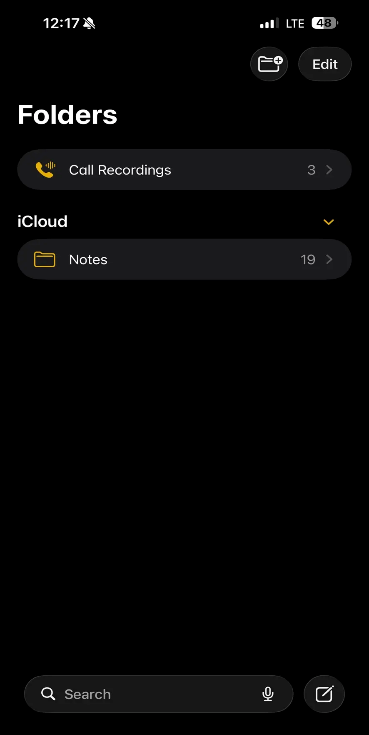 12:17 LTE 48
Edit
Folders
Call Recordings 3
iCloud
Notes 19
Search